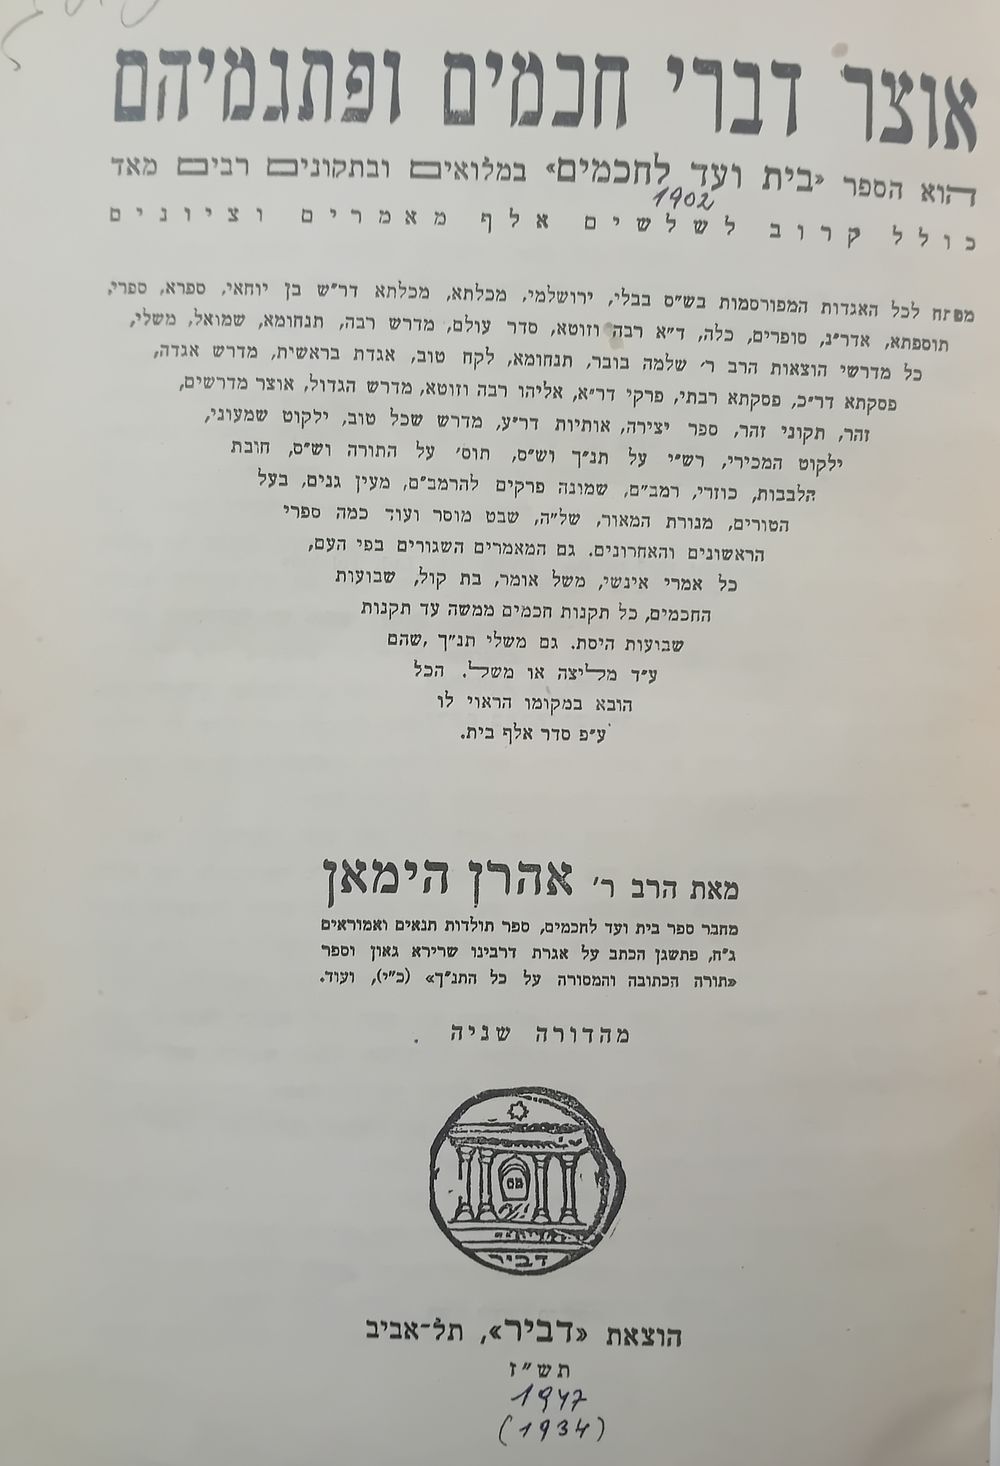 אוצר דברי חכמים ופתגמיהם
הוא הספר «בית ועד לחכמים» במלואים ובתקונים רבים מאד
1902
כולל קרוב לשלשים אלף מאמרים וציונים
מפתח לכל האגדות המפורסמות בש״ס בבלי, ירושלמי, מכלתא, מכלתא דר״ש בן יוחאי, ספרא, ספרי,
תוספתא, אדר״נ, סופרים, כלה, ד״א רבה וזוטא, סדר עולם, מדרש רבה, תנחומא, שמואל, משלי,
כל מדרשי הוצאות הרב ר׳ שלמה בובר, תנחומא, לקח טוב, אגדת בראשית, מדרש אגדה,
פסקתא דר״כ, פסקתא רבתי, פרקי דר״א, אליהו רבה וזוטא, מדרש הגדול, אוצר מדרשים,
זהר, תקוני זהר, ספר יצירה, אותיות דר״ע, מדרש שכל טוב, ילקוט שמעוני,
ילקוט המכירי, רש״י על תנ״ך וש״ס, תוס׳ על התורה וש״ס, חובת
הלבבות, כוזרי, רמב״ם, שמונה פרקים להרמב״ם, מעין גנים, בעל
הטורים, מנורת המאור, של״ה, שבט מוסר ועוד כמה ספרי
הראשונים והאחרונים. גם המאמרים השגורים בפי העם,
כל אמרי אינשי, משל אומר, בת קול, שבועות
החכמים, כל תקנות חכמים ממשה עד תקנות
שבועות היסת. גם משלי תנ״ך ,שהם
ע״ד מליצה או משל. הכל
הובא במקומו הראוי לו
ע״פ סדר אלף בית.
מאת הרב ר׳ אהרן הימאן
מחבר ספר בית ועד לחכמים, ספר תולדות תנאים ואמוראים
ג״ח, פתשגן הכתב על אגרת דרבינו שרירא גאון וספר
«תורה הכתובה והמסורה על כל התנ״ך» (כ״י), ועוד.
מהדורה שניה
דביר
הוצאת «דביר», תל־אביב
תש״ז
1947
(1934)